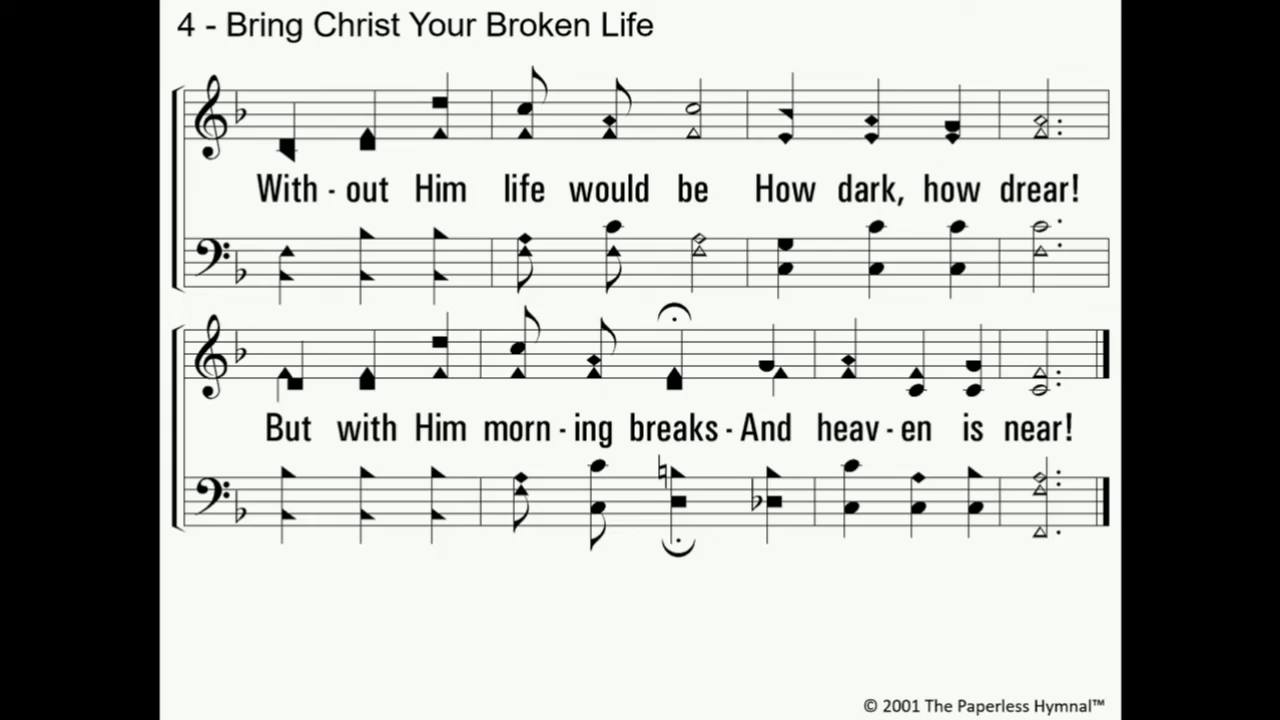 4 - Bring Christ Your Broken Life
With - out Him life would be How dark, how drear!
But with Him morn - ing breaks - And heav - en is near!
© 2001 The Paperless Hymnal™